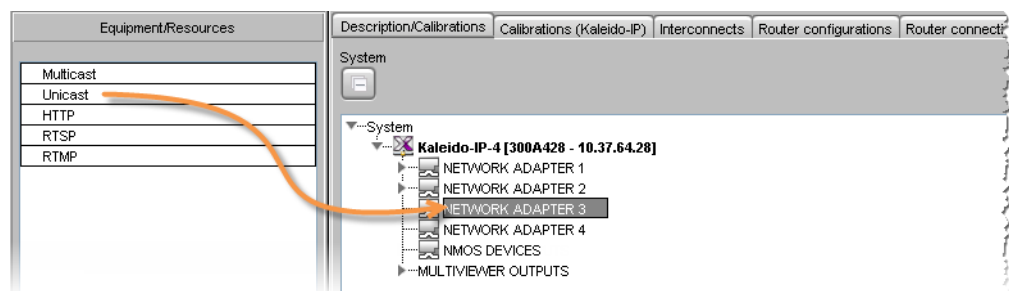 Equipment/Resources
Multicast
Unicast
HTTP
RTSP
RTMP
Description/Calibrations
Calibrations (Kaleido-IP)
Interconnects
Router configurations
System
System
Kaleido-IP-4 [300A428 - 10.37.64.28]
NETWORK ADAPTER 1
NETWORK ADAPTER 2
NETWORK ADAPTER 3
NETWORK ADAPTER 4
NMOS DEVICES
MULTIVIEWER OUTPUTS